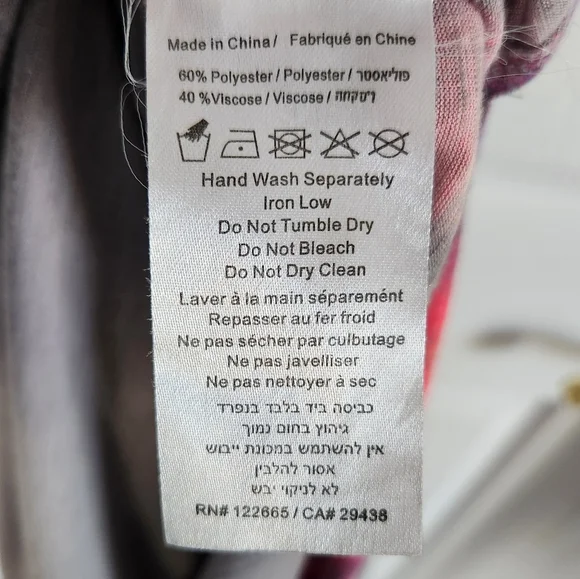 Made in China / Fabriqué en Chine
60% Polyester / Polyester / פוליאסטר
40 %Viscose / Viscose /
Hand Wash Separately
Iron Low
Do Not Tumble Dry
Do Not Bleach
Do Not Dry Clean
Laver à la main séparemént
Repasser au fer froid
Ne pas sécher par culbutage
Ne pas javelliser
Ne pas nettoyer à sec
כביסה ביד בלבד בנפרד
גיהוץ בחום נמוך
אין להשתמש במכונת ייבוש
אסור להלבין
לא לניקוי יבש
RN# 122665 / CA# 29438